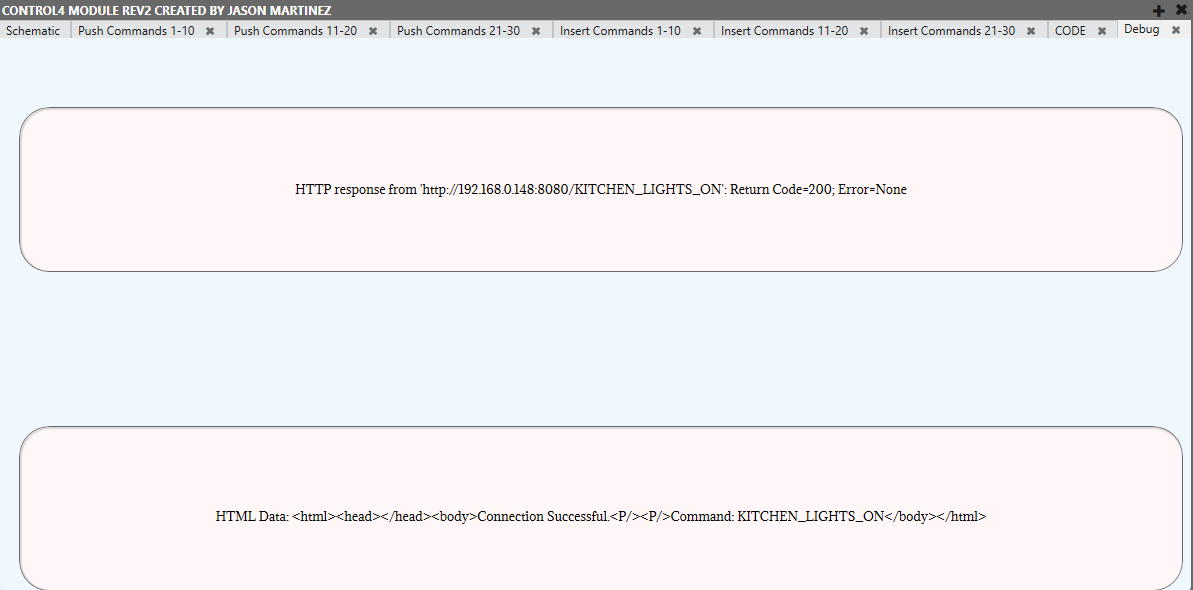 CONTROL4 MODULE REV2 CREATED BY JASON MARTINEZ
Schematic Push Commands 1-10 Push Commands 11-20 Push Commands 21-30 Insert Commands 1-10 Insert Commands 11-20 Insert Commands 21-30 CODE Debug
HTTP response from 'http://192.168.0.148:8080/KITCHEN_LIGHTS_ON': Return Code=200; Error=None
HTML Data: <html><head></head><body>Connection Successful.<P/><P/>Command: KITCHEN_LIGHTS_ON</body></html>